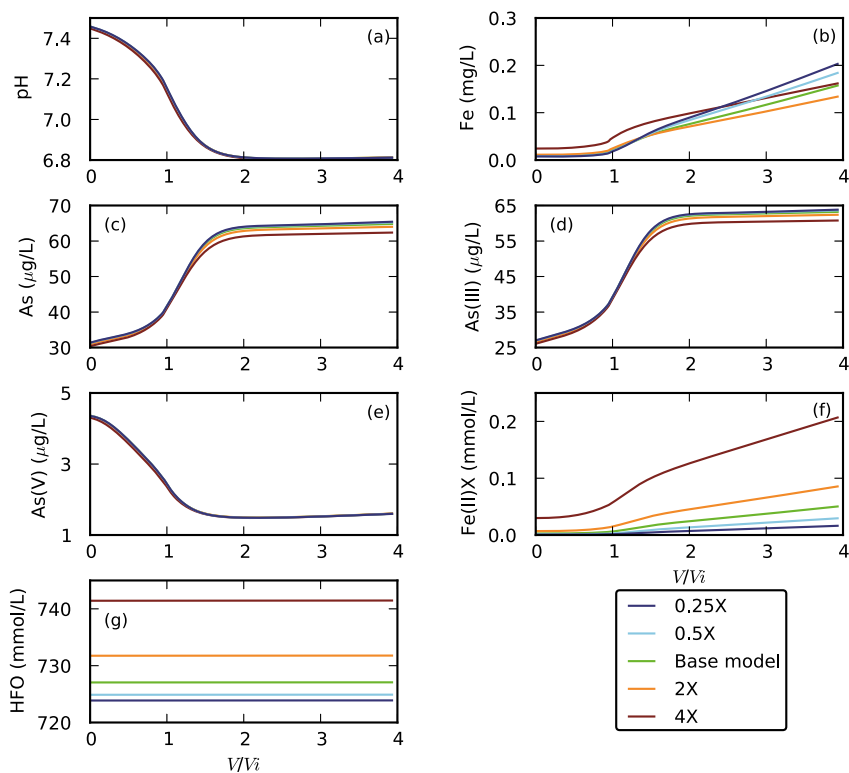 (a)
pH
7.4
7.2
7.0
6.8
0 1 2 3 4
(b)
Fe (mg/L)
0.3
0.2
0.1
0.0
0 1 2 3 4
(c)
As (μg/L)
70
60
50
40
30
0 1 2 3 4
(d)
As(III) (μg/L)
65
55
45
35
25
0 1 2 3 4
(e)
As(V) (μg/L)
5
3
1
0 1 2 3 4
(f)
Fe(II)X (mmol/L)
0.2
0.1
0.0
0 1 2 3 4
V/Vi
(g)
HFO (mmol/L)
740
730
720
0 1 2 3 4
V/Vi
0.25X
0.5X
Base model
2X
4X